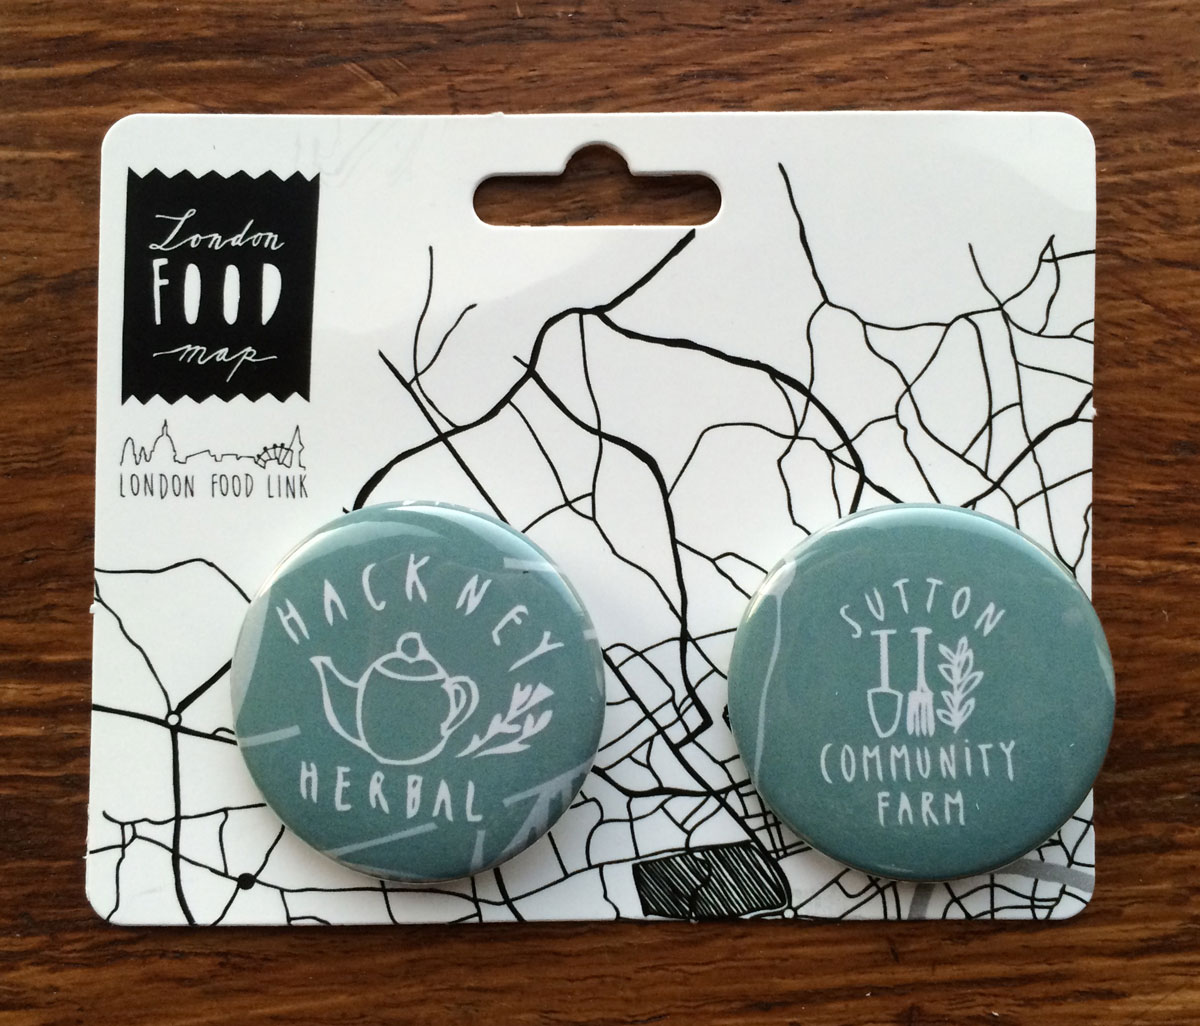 London
FOOD
map
LONDON FOOD LINK
HACKNEY
HERBAL
SUTTON
COMMUNITY
FARM